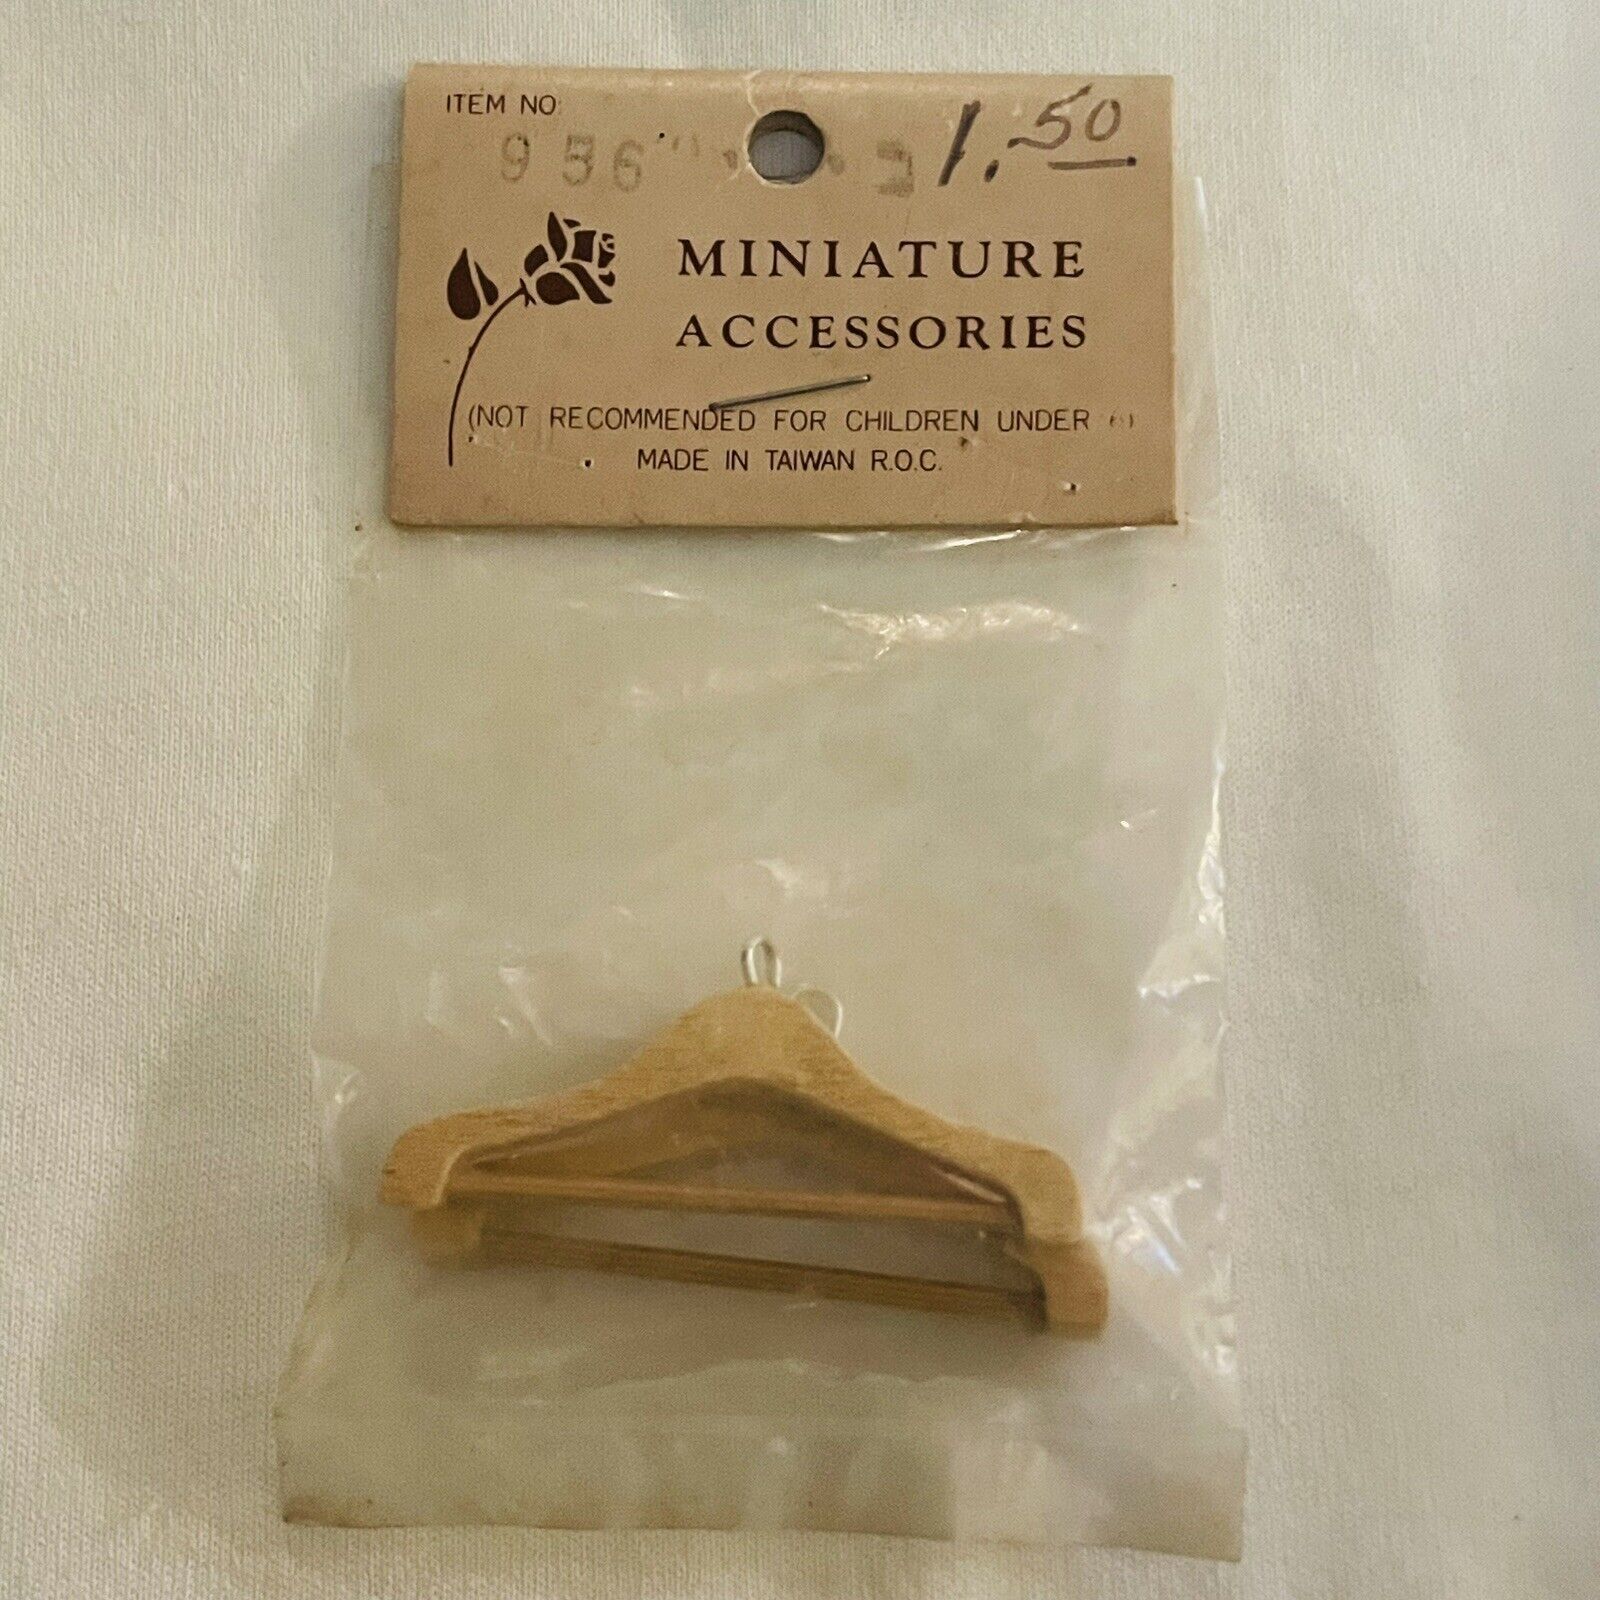 ITEM NO:
956 1.50
MINIATURE
ACCESSORIES
(NOT RECOMMENDED FOR CHILDREN UNDER
MADE IN TAIWAN R.O.C.